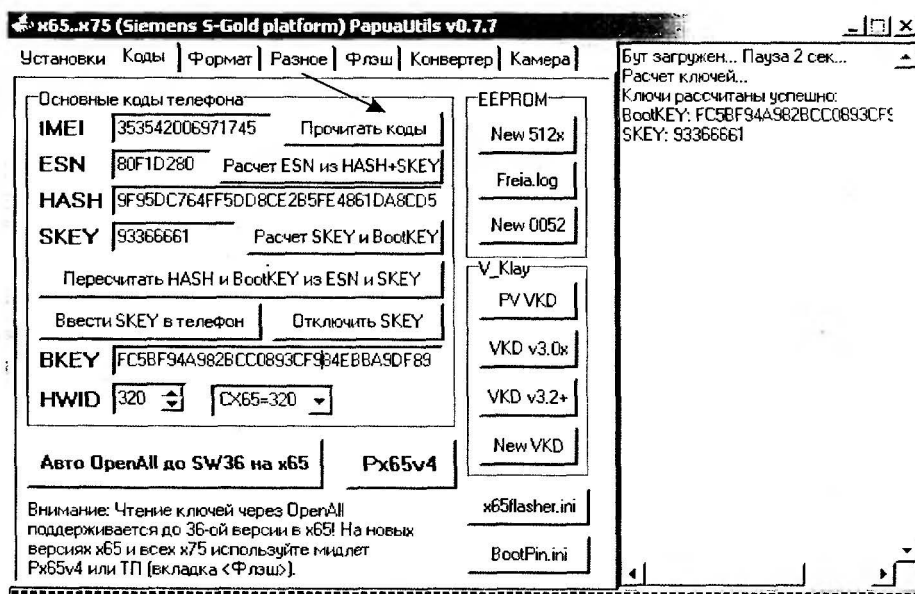 x65..x75 (Siemens S-Gold platform) PapuaUtils v0.7.7
Установки Коды Формат Разное Флэш Конвертер Камера
Основные коды телефона
IMEI 353542006971745 Прочитать коды
ESN 80F1D280 Расчет ESN из HASH+SKEY
HASH 9F95DC764FF5DD8CE2B5FE4861DA8CD5
SKEY 93366661 Расчет SKEY и BootKEY
Пересчитать HASH и BootKEY из ESN и SKEY
Ввести SKEY в телефон Отключить SKEY
BKEY FC5BF94A982BCC0893CF984EBBA9DF89
HWID 320 CX65=320
Авто OpenAll до SW36 на x65 Px65v4
Внимание: Чтение ключей через OpenAll
поддерживается до 36-ой версии в x65! На новых
версиях x65 и всех x75 используйте мидлет
Px65v4 или ТП (вкладка <Флэш>).
EEPROM
New 512x
Freia.log
New 0052
V_Klay
PV VKD
VKD v3.0x
VKD v3.2+
New VKD
x65flasher.ini
BootPin.ini
Бут загружен... Пауза 2 сек...
Расчет ключей...
Ключи рассчитаны успешно:
BootKEY: FC5BF94A982BCC0893CF9
SKEY: 93366661